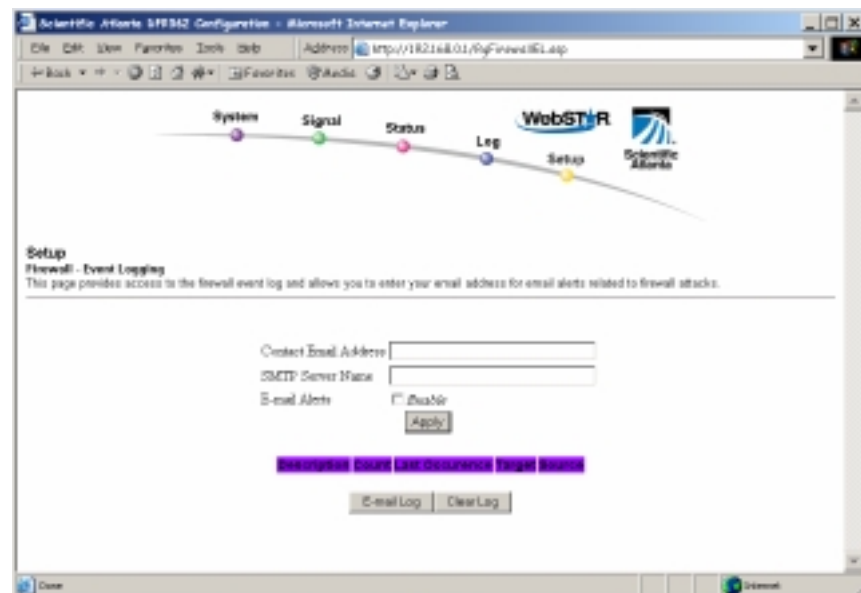 Scientific Atlanta Configuration - Microsoft Internet Explorer
File Edit View Favorites Tools Help Address
Back Favorites Media
System
Signal
Status
Log
Setup
WebSTAR
Scientific
Atlanta
Setup
Firewall - Event Logging
This page provides access to the firewall event log and allows you to enter your email address for email alerts related to firewall attacks.
Contact Email Address
SMTP Server Name
E-mail Alerts Enable
Apply
Description Count Last Occurence Target Source
E-mail Log Clear Log
Done Internet